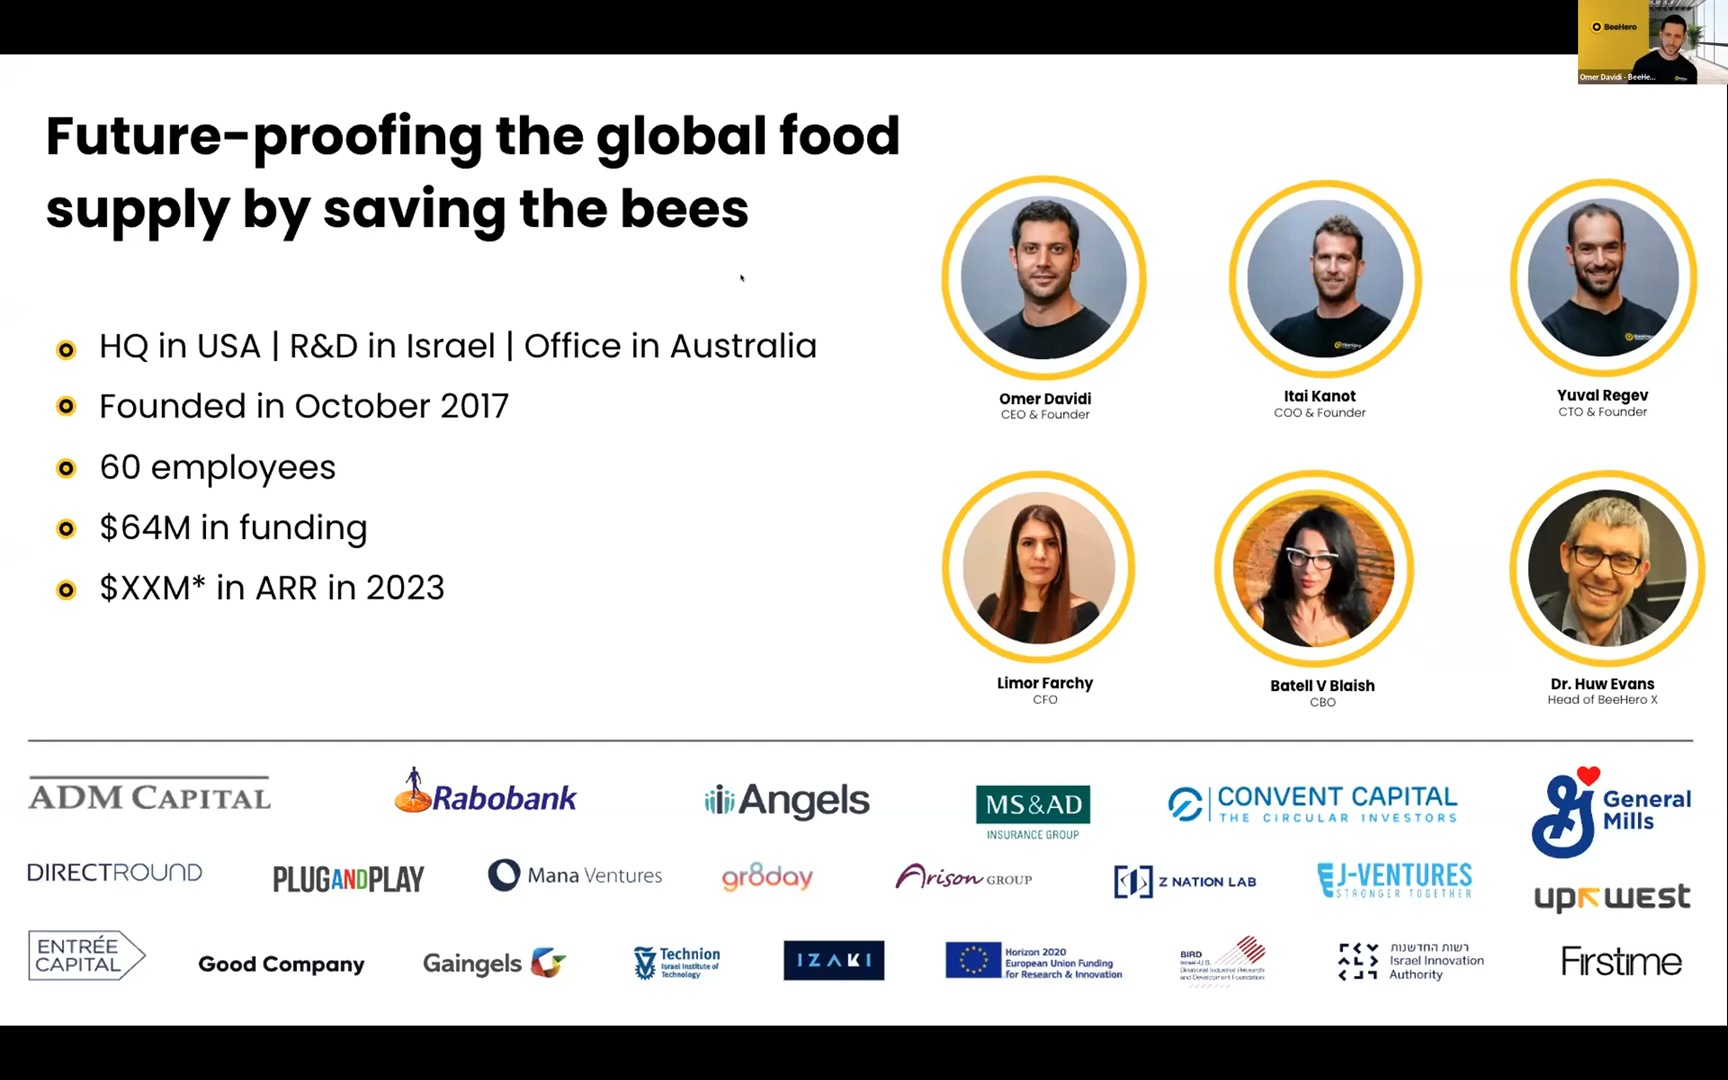 BeeHero
Omer Davidi - BeeHe...
Future-proofing the global food
supply by saving the bees
HQ in USA | R&D in Israel | Office in Australia
Founded in October 2017
60 employees
$64M in funding
$XXM* in ARR in 2023
Omer Davidi
CEO & Founder
Itai Kanot
COO & Founder
Yuval Regev
CTO & Founder
Limor Farchy
CFO
Batell V Blaish
CBO
Dr. Huw Evans
Head of BeeHero X
ADM CAPITAL
Rabobank
iAngels
MS&AD
INSURANCE GROUP
CONVENT CAPITAL
THE CIRCULAR INVESTORS
General
Mills
DIRECTROUND
PLUGANDPLAY
Mana Ventures
gr8day
Arison GROUP
Z NATION LAB
J-VENTURES
STRONGER TOGETHER
UPWEST
ENTRÉE
CAPITAL
Good Company
Gaingels
Technion
Israel Institute of
Technology
IZAKI
Horizon 2020
European Union Funding
for Research & Innovation
BIRD
Israel-U.S.
Binational Industrial Research
and Development Foundation
רשות החדשנות
Israel Innovation
Authority
Firstime